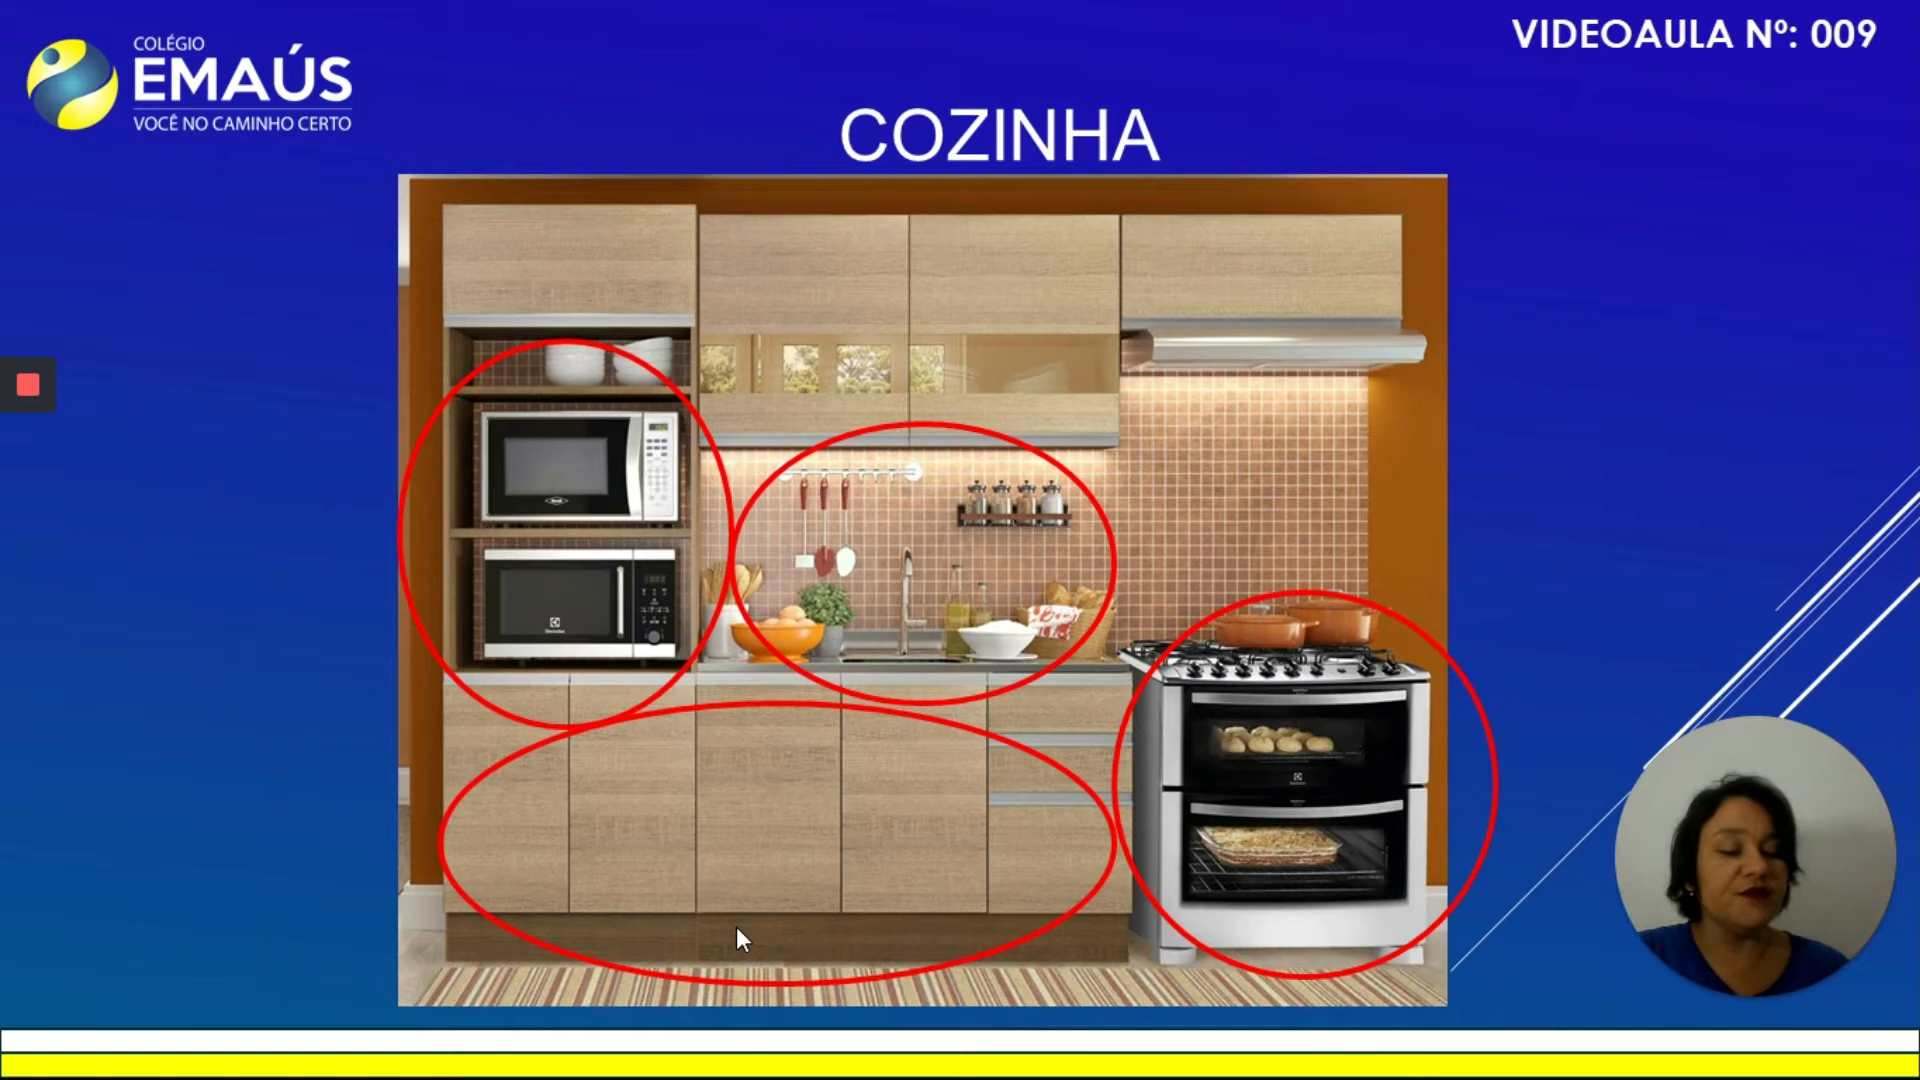 COLÉGIO
EMAÚS
VOCÊ NO CAMINHO CERTO
VIDEOAULA Nº: 009
COZINHA